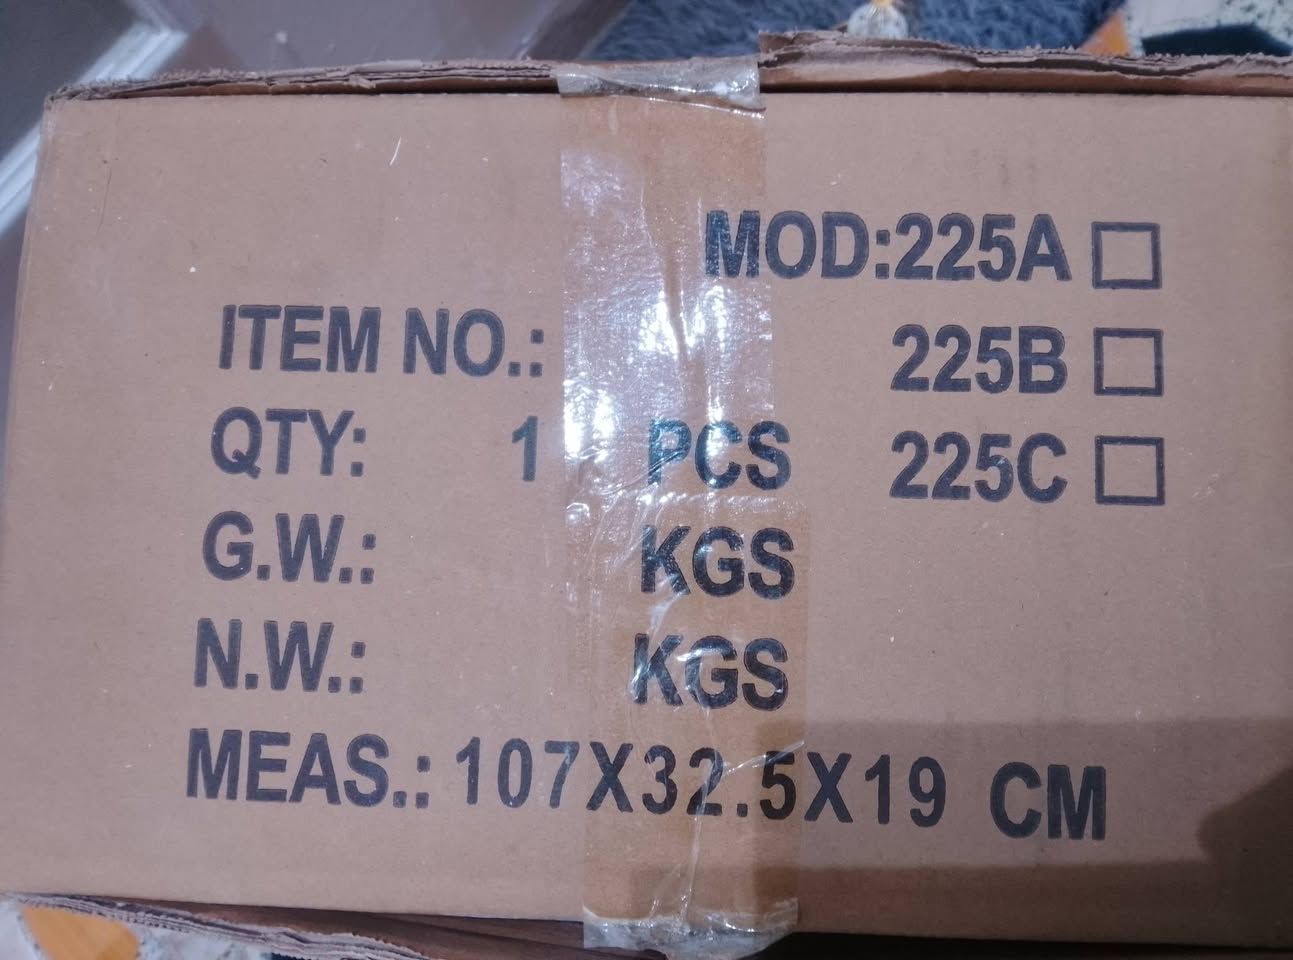 MOD:225A
ITEM NO.: 225B
QTY: 1 PCS 225C
G.W.: KGS
N.W.: KGS
MEAS.: 107X32.5X19 CM